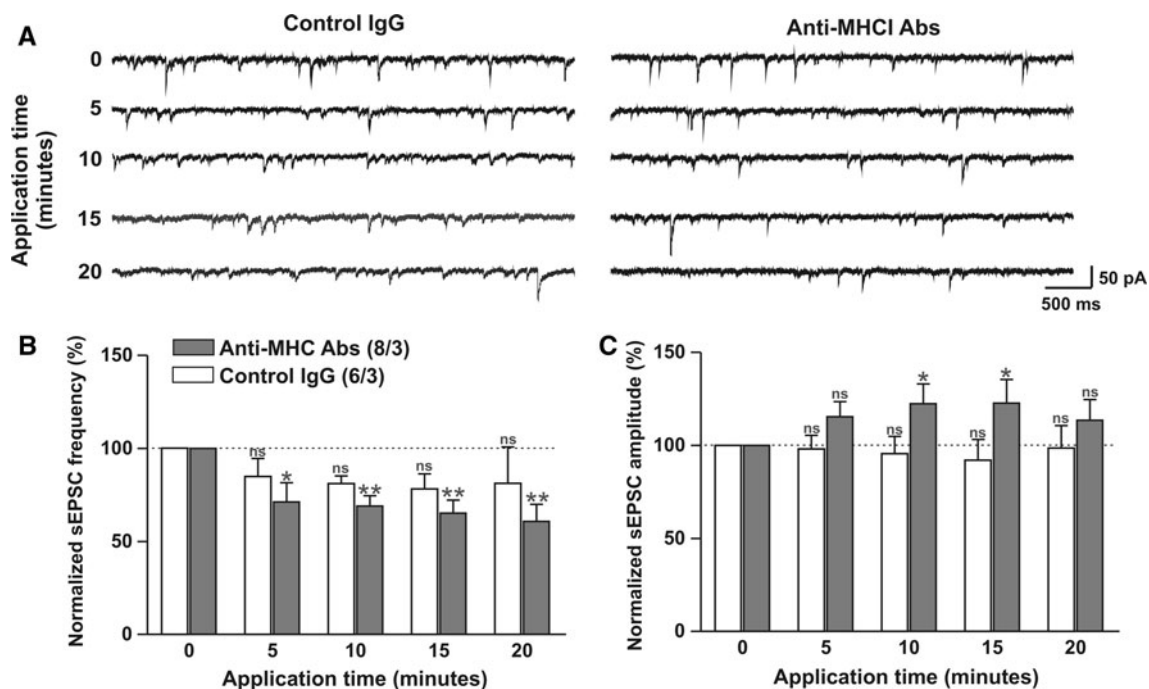 A
Control IgG
Anti-MHCI Abs
Application time
(minutes)
0
5
10
15
20
50 pA
500 ms
B
Normalized sEPSC frequency (%)
150
100
50
0
Anti-MHC Abs (8/3)
Control IgG (6/3)
ns
*
ns
**
ns
**
ns
**
0
5
10
15
20
Application time (minutes)
C
Normalized sEPSC amplitude (%)
150
100
50
0
ns
ns
ns
*
ns
*
ns
ns
0
5
10
15
20
Application time (minutes)